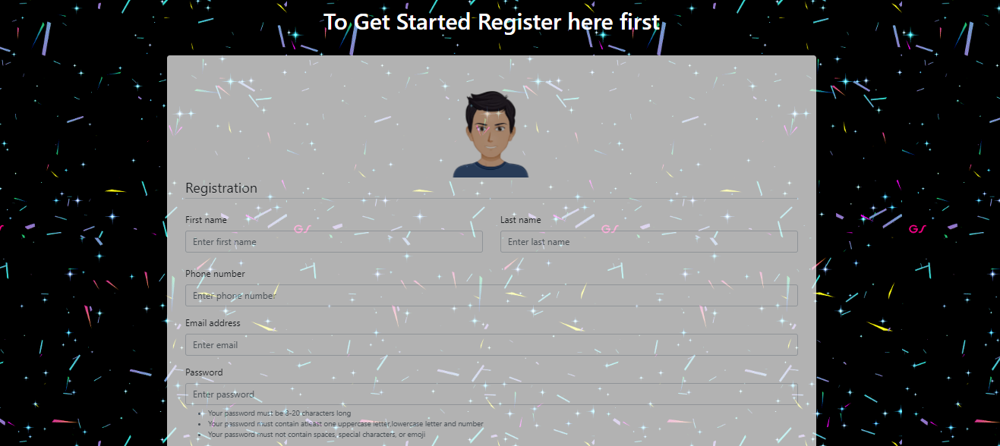 To Get Started Register here first
Registration
First name Last name
GS GS GS
Enter first name Enter last name
Phone number
Enter phone number
Email address
Enter email
Password
Enter password
Your password must be 8-20 characters long
Your password must contain atleast one uppercase letter,lowercase letter and number
Your password must not contain spaces, special characters, or emoji